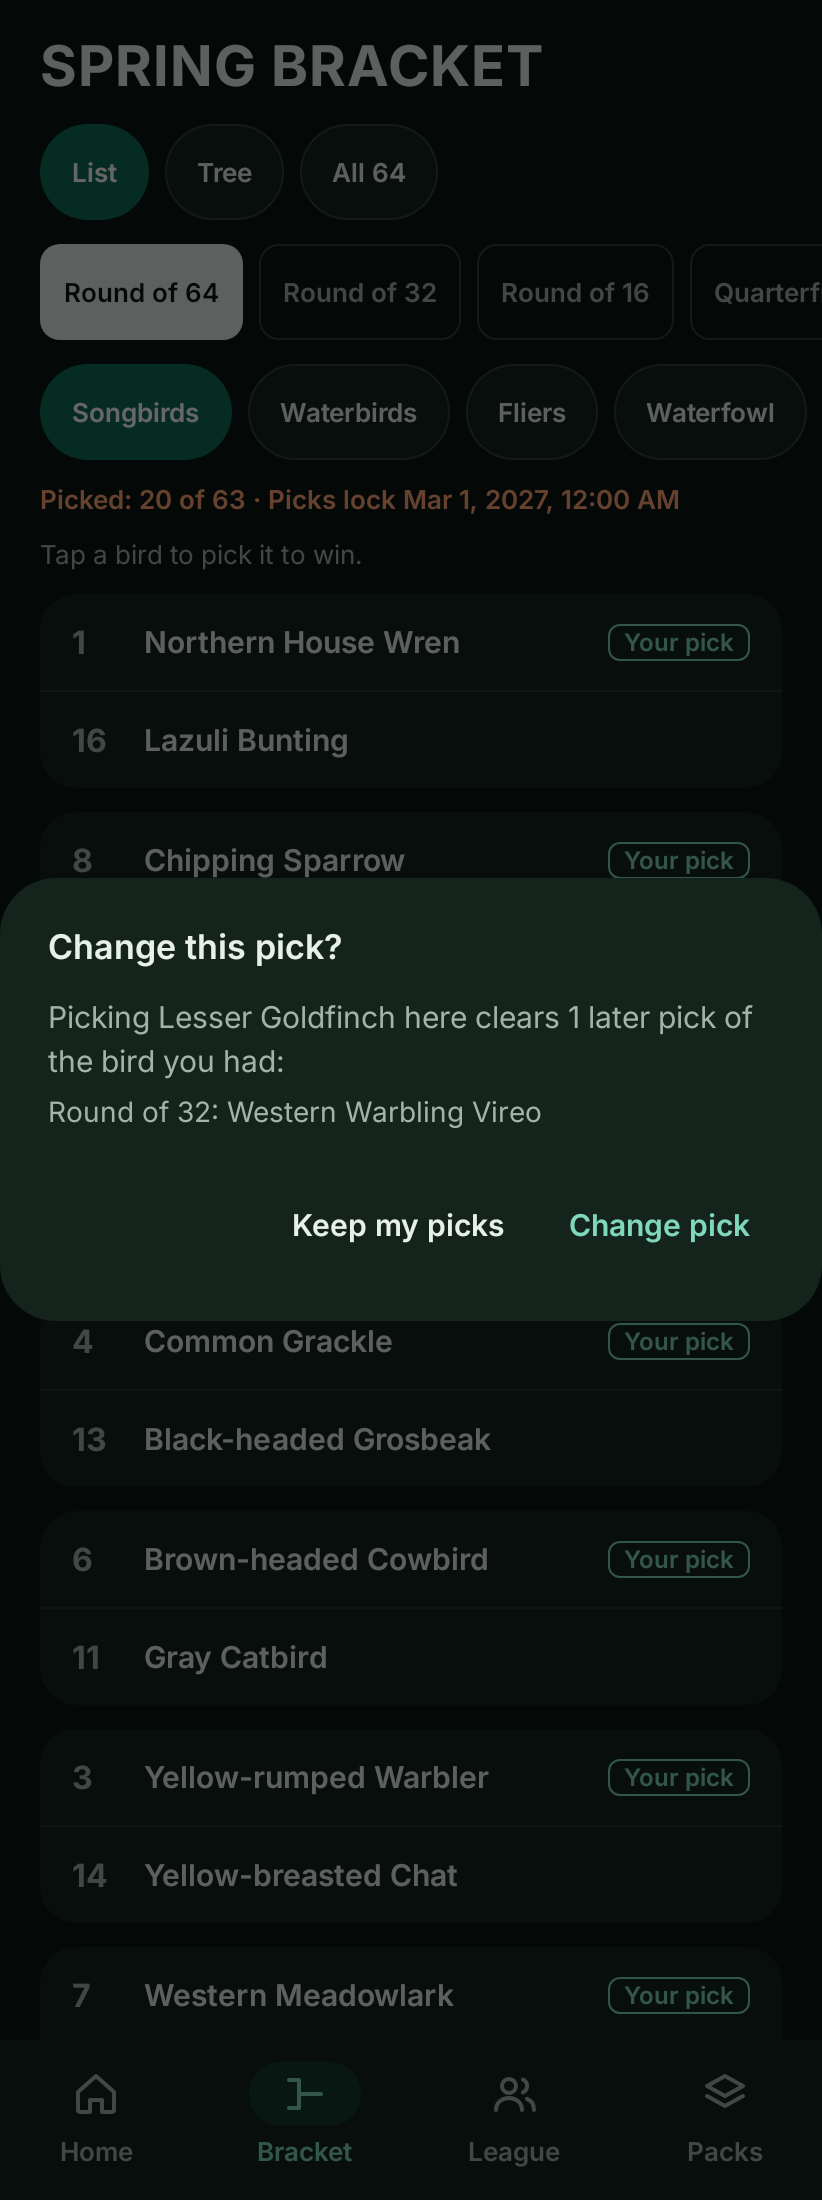 SPRING BRACKET
List Tree All 64
Round of 64 Round of 32 Round of 16 Quarterf
Songbirds Waterbirds Fliers Waterfowl
Picked: 20 of 63 · Picks lock Mar 1, 2027, 12:00 AM
Tap a bird to pick it to win.
1 Northern House Wren Your pick
16 Lazuli Bunting
8 Chipping Sparrow Your pick
Change this pick?
Picking Lesser Goldfinch here clears 1 later pick of
the bird you had:
Round of 32: Western Warbling Vireo
Keep my picks Change pick
4 Common Grackle Your pick
13 Black-headed Grosbeak
6 Brown-headed Cowbird Your pick
11 Gray Catbird
3 Yellow-rumped Warbler Your pick
14 Yellow-breasted Chat
7 Western Meadowlark Your pick
Home Bracket League Packs